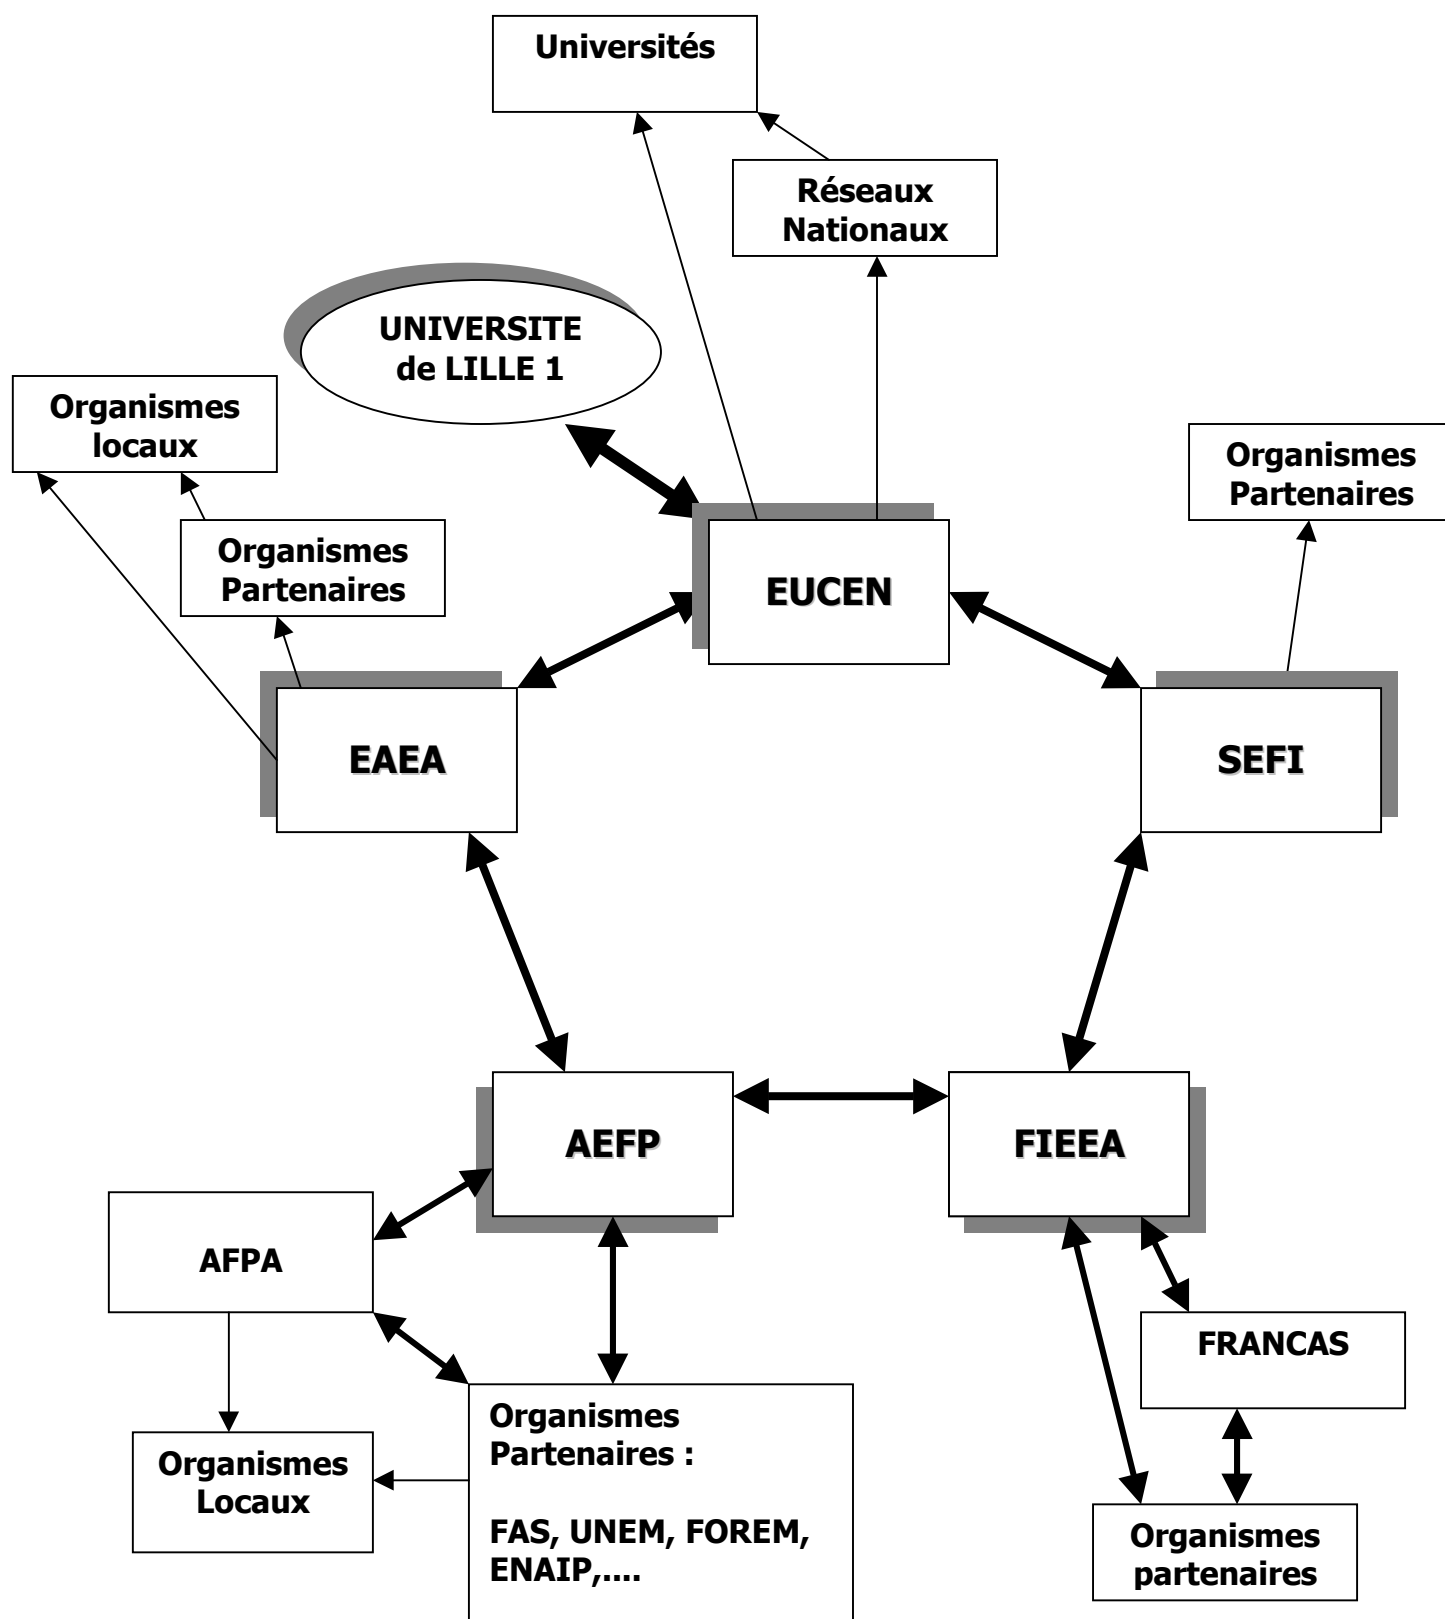 Universités
Réseaux
Nationaux
UNIVERSITE
de LILLE 1
Organismes
locaux
Organismes
Partenaires
Organismes
Partenaires
EUCEN
EAEA
SEFI
AEFP
FIEEA
AFPA
FRANCAS
Organismes
Partenaires :
FAS, UNEM, FOREM,
ENAIP,....
Organismes
Locaux
Organismes
partenaires